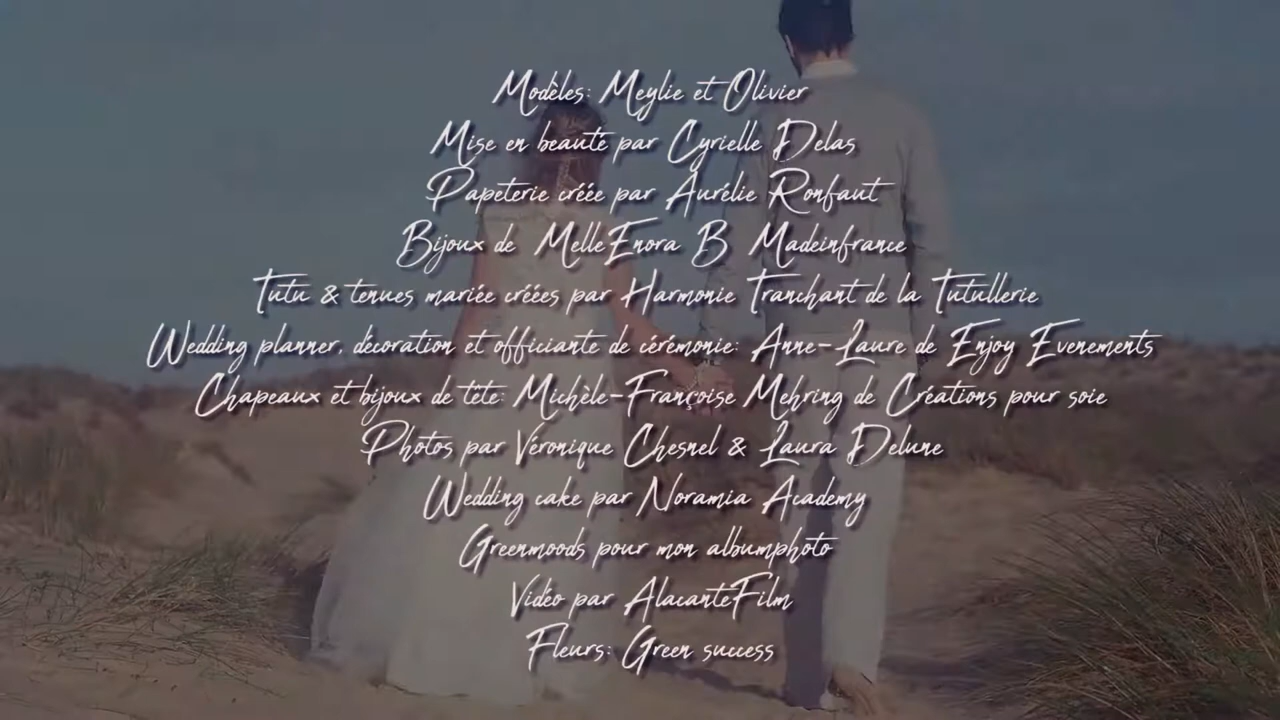 Modèles: Meylie et Olivier
Mise en beauté par Cyrielle Delas
Papeterie créée par Aurélie Ronfaut
Bijoux de MelleEnora B Madeinfrance
Tutu & tenues mariée créées par Harmonie Tranchant de la Tutullerie
Wedding planner, décoration et officiante de cérémonie: Anne-Laure de Enjoy Evenements
Chapeaux et bijoux de tête: Michèle-Françoise Mehring de Créations pour soie
Photos par Véronique Chesnel & Laura Delune
Wedding cake par Noramia Academy
Greenmoods pour mon albumphoto
Vidéo par AlacanteFilm
Fleurs: Green success